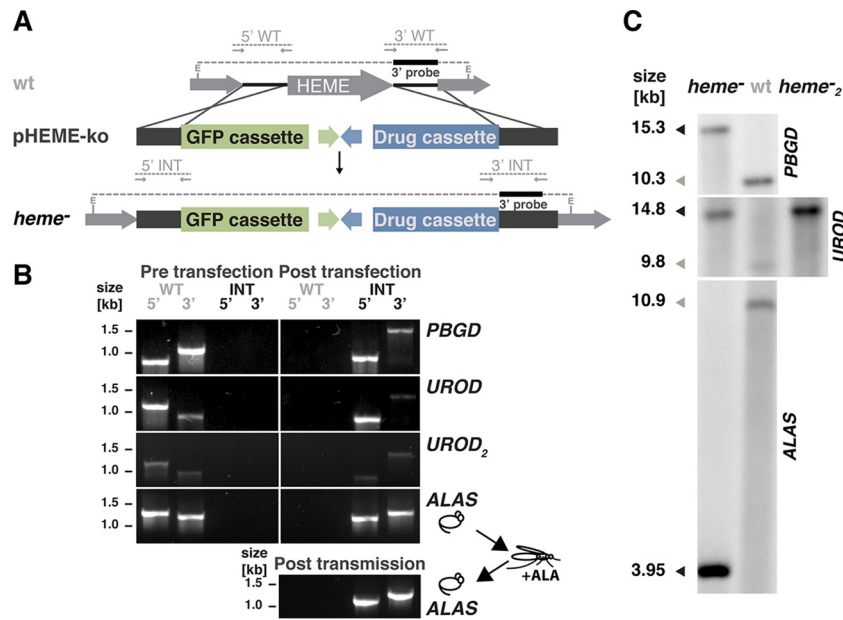 A
5' WT
3' WT
E
E
3' probe
wt
HEME
pHEME-ko
GFP cassette
Drug cassette
5' INT
3' INT
E
E
3' probe
heme-
GFP cassette
Drug cassette
B
Pre transfection Post transfection
size [kb]
WT INT WT INT
5' 3' 5' 3' 5' 3' 5' 3'
1.5
1.0
PBGD
1.5
1.0
UROD
1.5
1.0
UROD2
1.5
1.0
ALAS
+ALA
size [kb]
Post transmission
1.5
1.0
ALAS
C
size [kb]
heme- wt heme-2
15.3
10.3
PBGD
14.8
9.8
UROD
10.9
3.95
ALAS